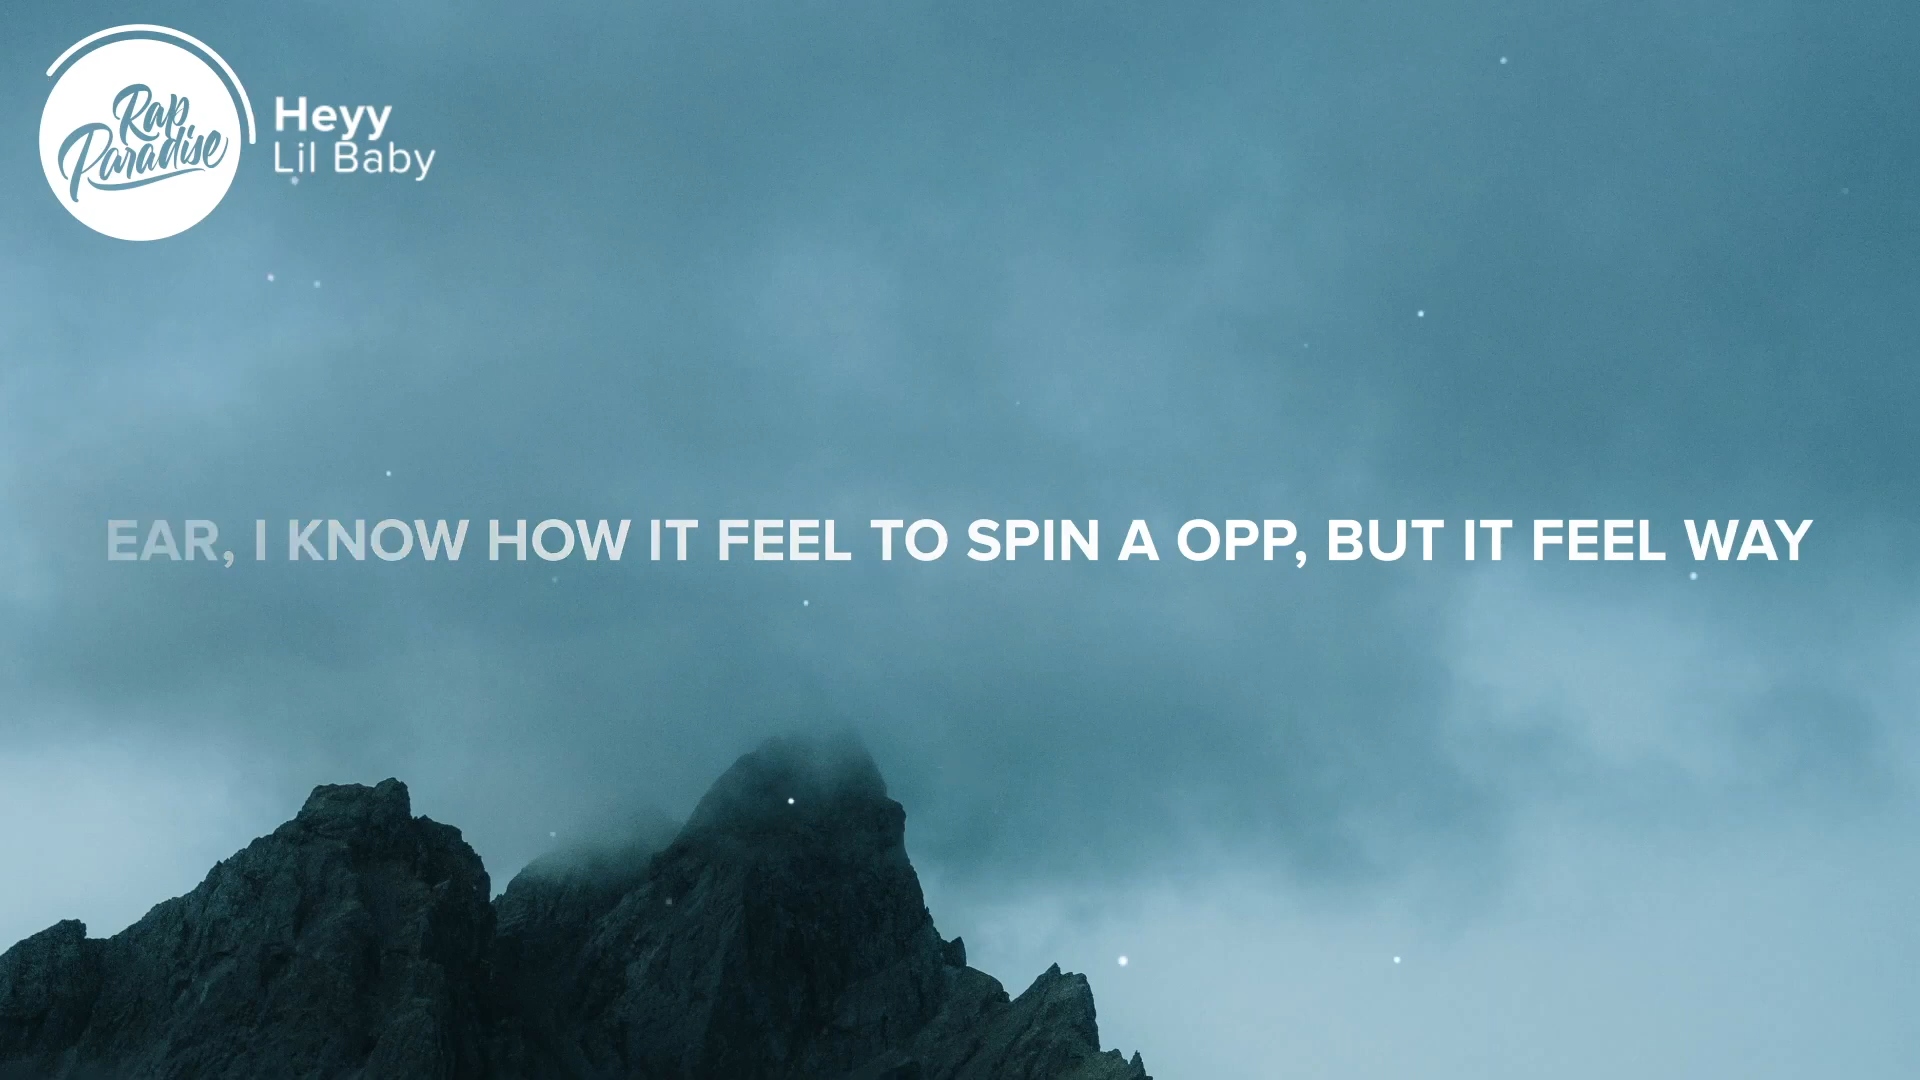 Rap
Paradise
Heyy
Lil Baby
EAR, I KNOW HOW IT FEEL TO SPIN A OPP, BUT IT FEEL WAY